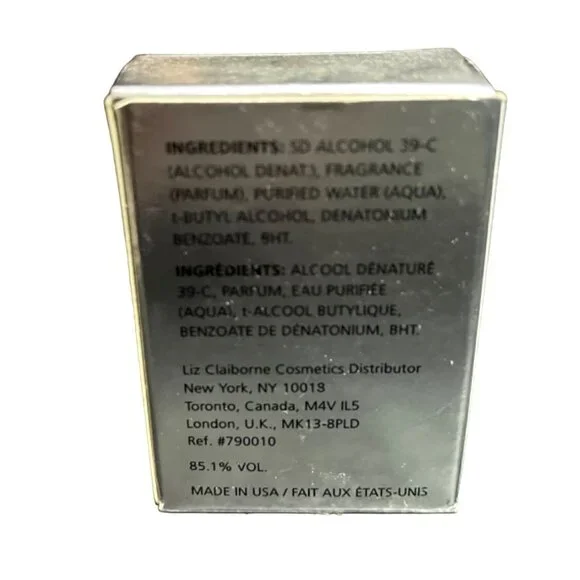 INGREDIENTS: SD ALCOHOL 39-C
(ALCOHOL DENAT.), FRAGRANCE
(PARFUM), PURIFIED WATER (AQUA),
t-BUTYL ALCOHOL, DENATONIUM
BENZOATE, BHT.
INGRÉDIENTS: ALCOOL DÉNATURÉ
39-C, PARFUM, EAU PURIFIÉE
(AQUA), t-ALCOOL BUTYLIQUE,
BENZOATE DE DÉNATONIUM, BHT.
Liz Claiborne Cosmetics Distributor
New York, NY 10018
Toronto, Canada, M4V IL5
London, U.K., MK13-8PLD
Ref. #790010
85.1% VOL.
MADE IN USA / FAIT AUX ÉTATS-UNIS